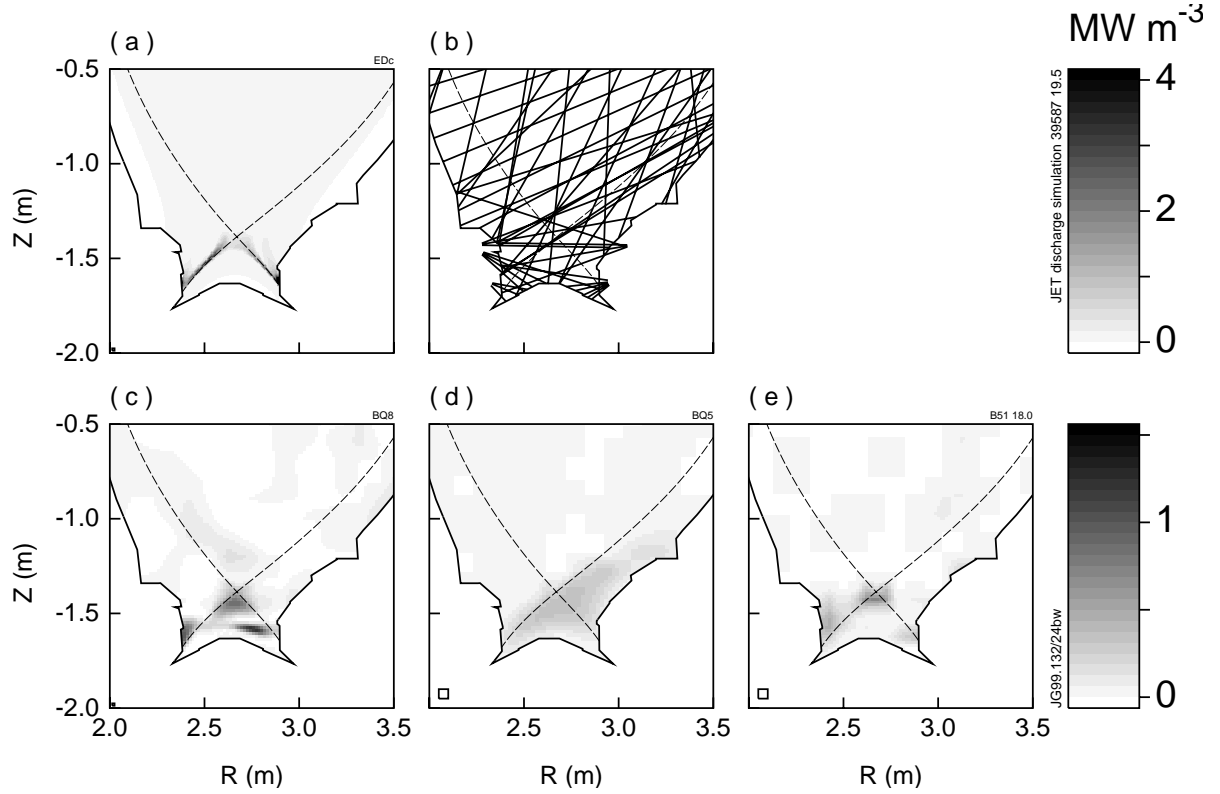 MW m-3
( a )
( b )
EDc
-0.5
-1.0
-1.5
-2.0
Z (m)
4
2
0
JET discharge simulation 39587 19.5
( c )
( d )
( e )
BQ8
BQ5
B51 18.0
-0.5
-1.0
-1.5
-2.0
Z (m)
1
0
JG99.132/24bw
2.0
2.5
3.0
3.5
2.5
3.0
3.5
2.5
3.0
3.5
R (m)
R (m)
R (m)